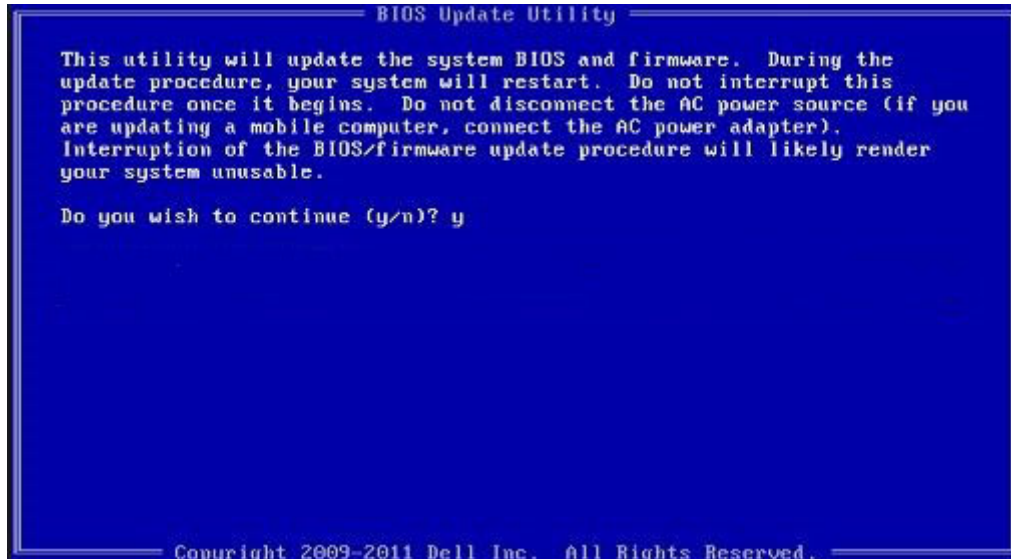 BIOS Update Utility
This utility will update the system BIOS and firmware.  During the
update procedure, your system will restart.  Do not interrupt this
procedure once it begins.  Do not disconnect the AC power source (if you
are updating a mobile computer, connect the AC power adapter).
Interruption of the BIOS/firmware update procedure will likely render
your system unusable.
Do you wish to continue (y/n)? y
Copyright 2009-2011 Dell Inc.  All Rights Reserved.